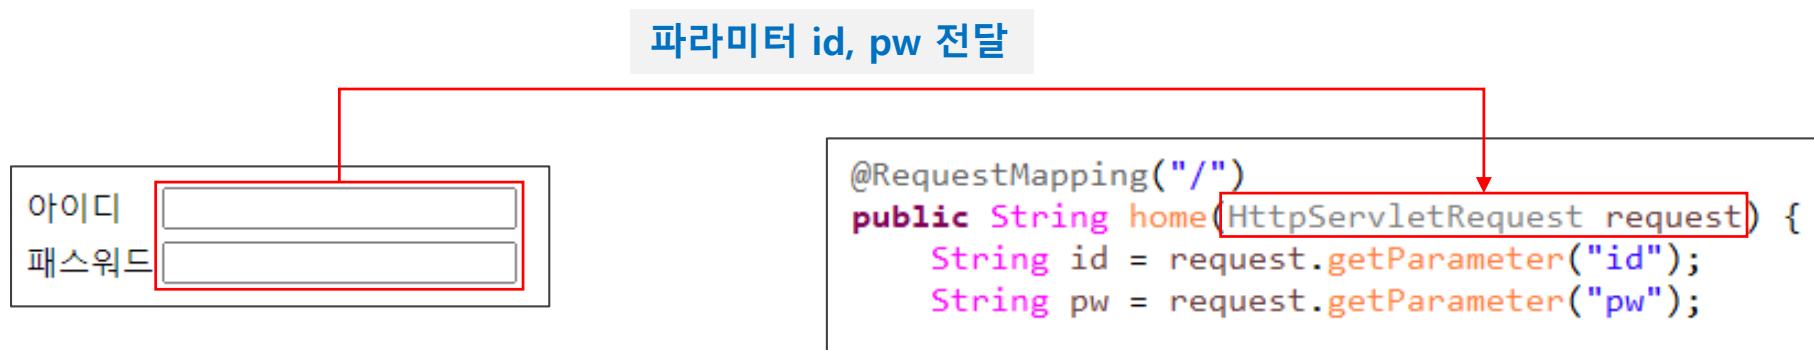 파라미터 id, pw 전달
아이디
패스워드
@RequestMapping("/")
public String home(HttpServletRequest request) {
String id = request.getParameter("id");
String pw = request.getParameter("pw");